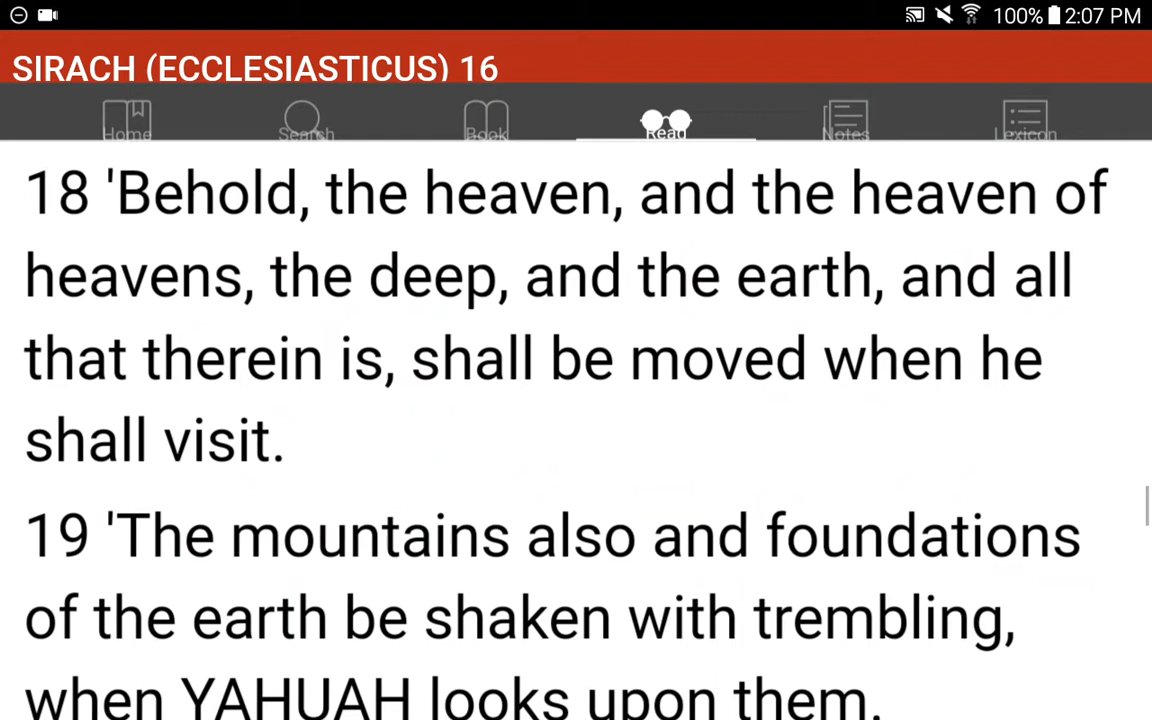 100% 2:07 PM
SIRACH (ECCLESIASTICUS) 16
Home Search Book Read Notes Lexicon
18 'Behold, the heaven, and the heaven of
heavens, the deep, and the earth, and all
that therein is, shall be moved when he
shall visit.
19 'The mountains also and foundations
of the earth be shaken with trembling,
when YAHUAH looks upon them.